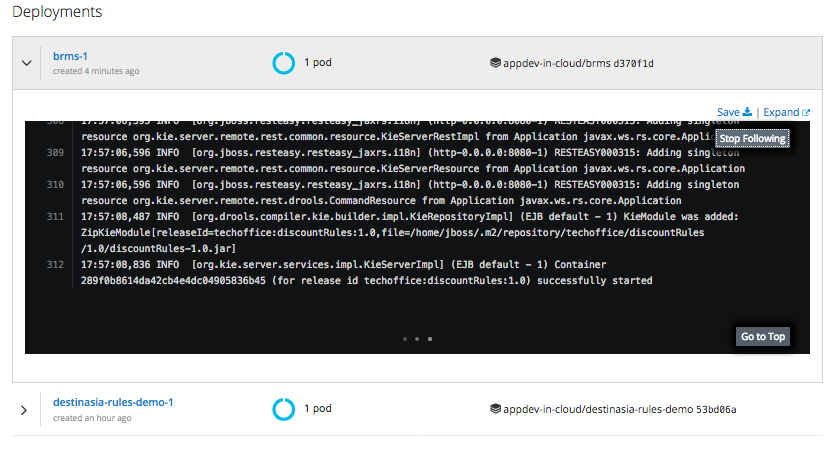 Deployments
brms-1
created 4 minutes ago
1 pod
appdev-in-cloud/brms d370f1d
Save | Expand
308 17:57:06,595 INFO [org.jboss.resteasy.resteasy_jaxrs.i18n] (http-0.0.0.0:8080-1) RESTEASY000315: Adding singleton
resource org.kie.server.remote.rest.common.resource.KieServerRestImpl from Application javax.ws.rs.core.Applic
Stop Following
309 17:57:06,596 INFO [org.jboss.resteasy.resteasy_jaxrs.i18n] (http-0.0.0.0:8080-1) RESTEASY000315: Adding singleton
resource org.kie.server.remote.rest.common.resource.KieServerResource from Application javax.ws.rs.core.Application
310 17:57:06,596 INFO [org.jboss.resteasy.resteasy_jaxrs.i18n] (http-0.0.0.0:8080-1) RESTEASY000315: Adding singleton
resource org.kie.server.remote.rest.drools.CommandResource from Application javax.ws.rs.core.Application
311 17:57:08,487 INFO [org.drools.compiler.kie.builder.impl.KieRepositoryImpl] (EJB default - 1) KieModule was added:
ZipKieModule[releaseId=techoffice:discountRules:1.0,file=/home/jboss/.m2/repository/techoffice/discountRules
/1.0/discountRules-1.0.jar]
312 17:57:08,836 INFO [org.kie.server.services.impl.KieServerImpl] (EJB default - 1) Container
289f0b8614da42cb4e4dc04905836b45 (for release id techoffice:discountRules:1.0) successfully started
Go to Top
destinasia-rules-demo-1
created an hour ago
1 pod
appdev-in-cloud/destinasia-rules-demo 53bd06a